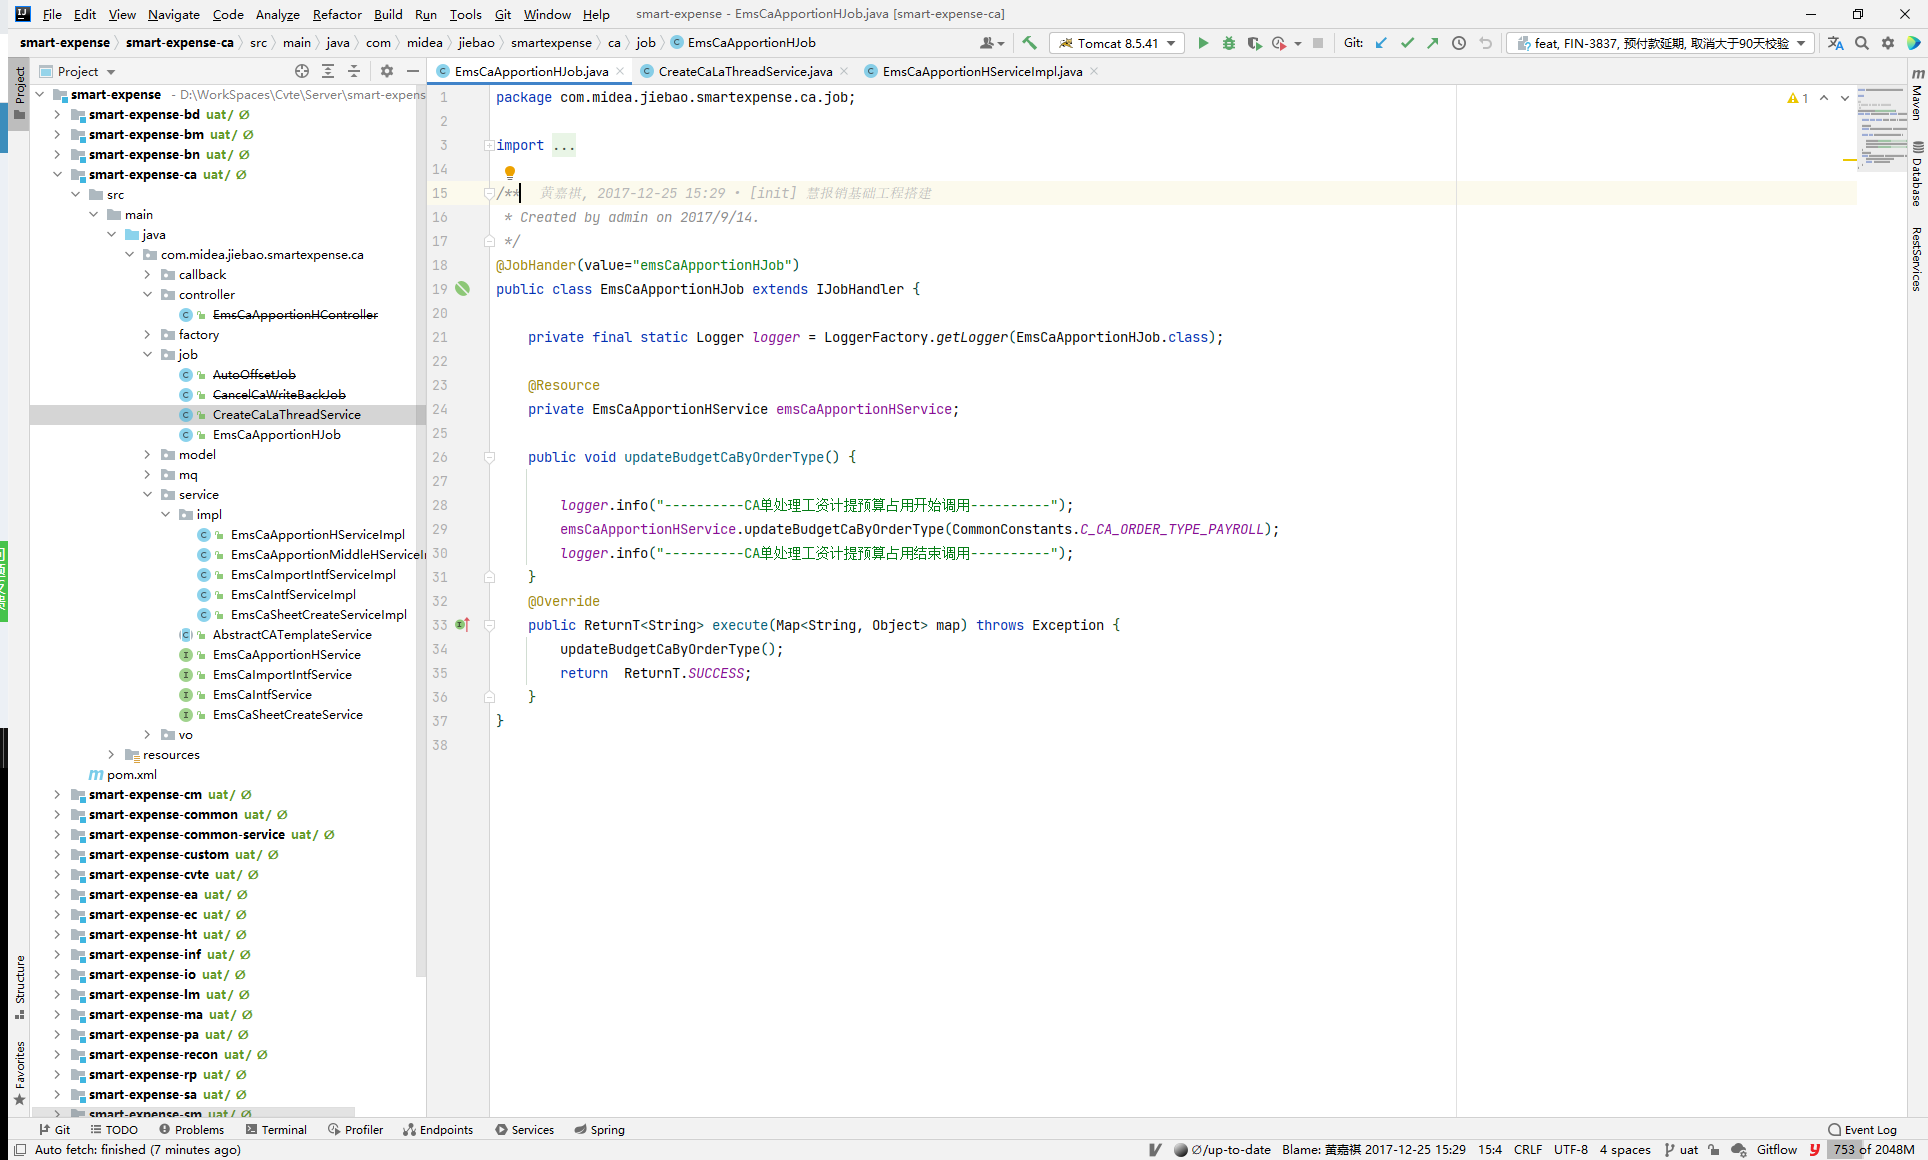 File Edit View Navigate Code Analyze Refactor Build Run Tools Git Window Help smart-expense - EmsCaApportionHJob.java [smart-expense-ca]
smart-expense smart-expense-ca src main java com midea jiebao smartexpense ca job EmsCaApportionHJob Tomcat 8.5.41 Git: feat, FIN-3837, 预付款延期, 取消大于90天校验
Project EmsCaApportionHJob.java CreateCaLaThreadService.java EmsCaApportionHServiceImpl.java
Project
Structure
Favorites
smart-expense - D:\WorkSpaces\Cvte\Server\smart-expens
smart-expense-bd uat/ Ø
smart-expense-bm uat/ Ø
smart-expense-bn uat/ Ø
smart-expense-ca uat/ Ø
src
main
java
com.midea.jiebao.smartexpense.ca
callback
controller
EmsCaApportionHController
factory
job
AutoOffsetJob
CancelCaWriteBackJob
CreateCaLaThreadService
EmsCaApportionHJob
model
mq
service
impl
EmsCaApportionHServiceImpl
EmsCaApportionMiddleHServiceI
EmsCaImportIntfServiceImpl
EmsCaIntfServiceImpl
EmsCaSheetCreateServiceImpl
AbstractCATemplateService
EmsCaApportionHService
EmsCaImportIntfService
EmsCaIntfService
EmsCaSheetCreateService
vo
resources
pom.xml
smart-expense-cm uat/ Ø
smart-expense-common uat/ Ø
smart-expense-common-service uat/ Ø
smart-expense-custom uat/ Ø
smart-expense-cvte uat/ Ø
smart-expense-ea uat/ Ø
smart-expense-ec uat/ Ø
smart-expense-ht uat/ Ø
smart-expense-inf uat/ Ø
smart-expense-io uat/ Ø
smart-expense-lm uat/ Ø
smart-expense-ma uat/ Ø
smart-expense-pa uat/ Ø
smart-expense-recon uat/ Ø
smart-expense-rp uat/ Ø
smart-expense-sa uat/ Ø
smart-expense-sm uat/ Ø
1 package com.midea.jiebao.smartexpense.ca.job;
2
3 import ...
14
15 /** 黄嘉祺, 2017-12-25 15:29 • [init] 慧报销基础工程搭建
16 * Created by admin on 2017/9/14.
17 */
18 @JobHander(value="emsCaApportionHJob")
19 public class EmsCaApportionHJob extends IJobHandler {
20
21 private final static Logger logger = LoggerFactory.getLogger(EmsCaApportionHJob.class);
22
23 @Resource
24 private EmsCaApportionHService emsCaApportionHService;
25
26 public void updateBudgetCaByOrderType() {
27
28 logger.info("----------CA单处理工资计提预算占用开始调用----------");
29 emsCaApportionHService.updateBudgetCaByOrderType(CommonConstants.C_CA_ORDER_TYPE_PAYROLL);
30 logger.info("----------CA单处理工资计提预算占用结束调用----------");
31 }
32 @Override
33 public ReturnT<String> execute(Map<String, Object> map) throws Exception {
34 updateBudgetCaByOrderType();
35 return ReturnT.SUCCESS;
36 }
37 }
38
1
Maven
Database
RestServices
Git TODO Problems Terminal Profiler Endpoints Services Spring Event Log
Auto fetch: finished (7 minutes ago) Ø/up-to-date Blame: 黄嘉祺 2017-12-25 15:29 15:4 CRLF UTF-8 4 spaces uat Gitflow 753 of 2048M